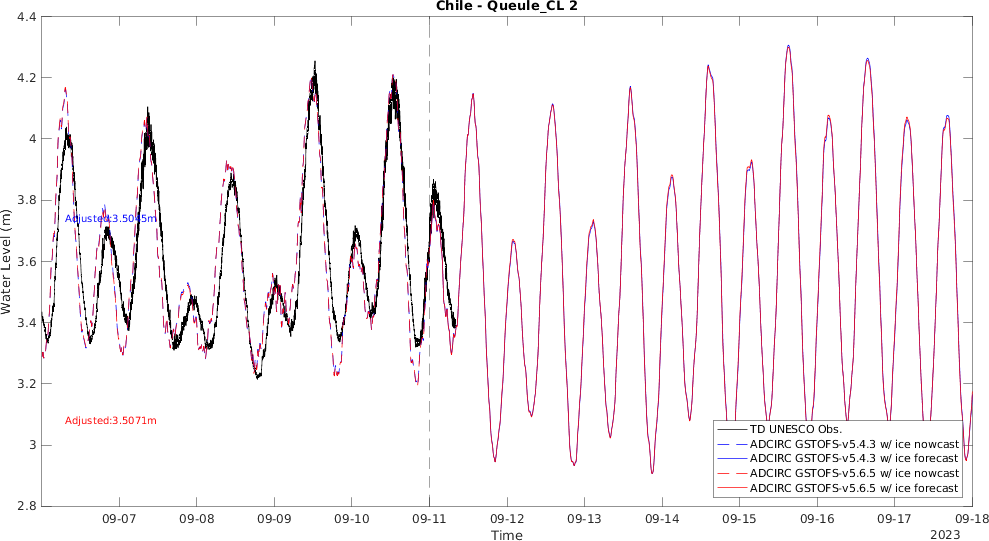 Chile - Queule_CL 2
4.4
4.2
4
3.8
3.6
3.4
3.2
3
2.8
Water Level (m)
Adjusted:3.5045m
Adjusted:3.5071m
TD UNESCO Obs.
ADCIRC GSTOFS-v5.4.3 w/ ice nowcast
ADCIRC GSTOFS-v5.4.3 w/ ice forecast
ADCIRC GSTOFS-v5.6.5 w/ ice nowcast
ADCIRC GSTOFS-v5.6.5 w/ ice forecast
09-07 09-08 09-09 09-10 09-11 09-12 09-13 09-14 09-15 09-16 09-17 09-18
Time
2023